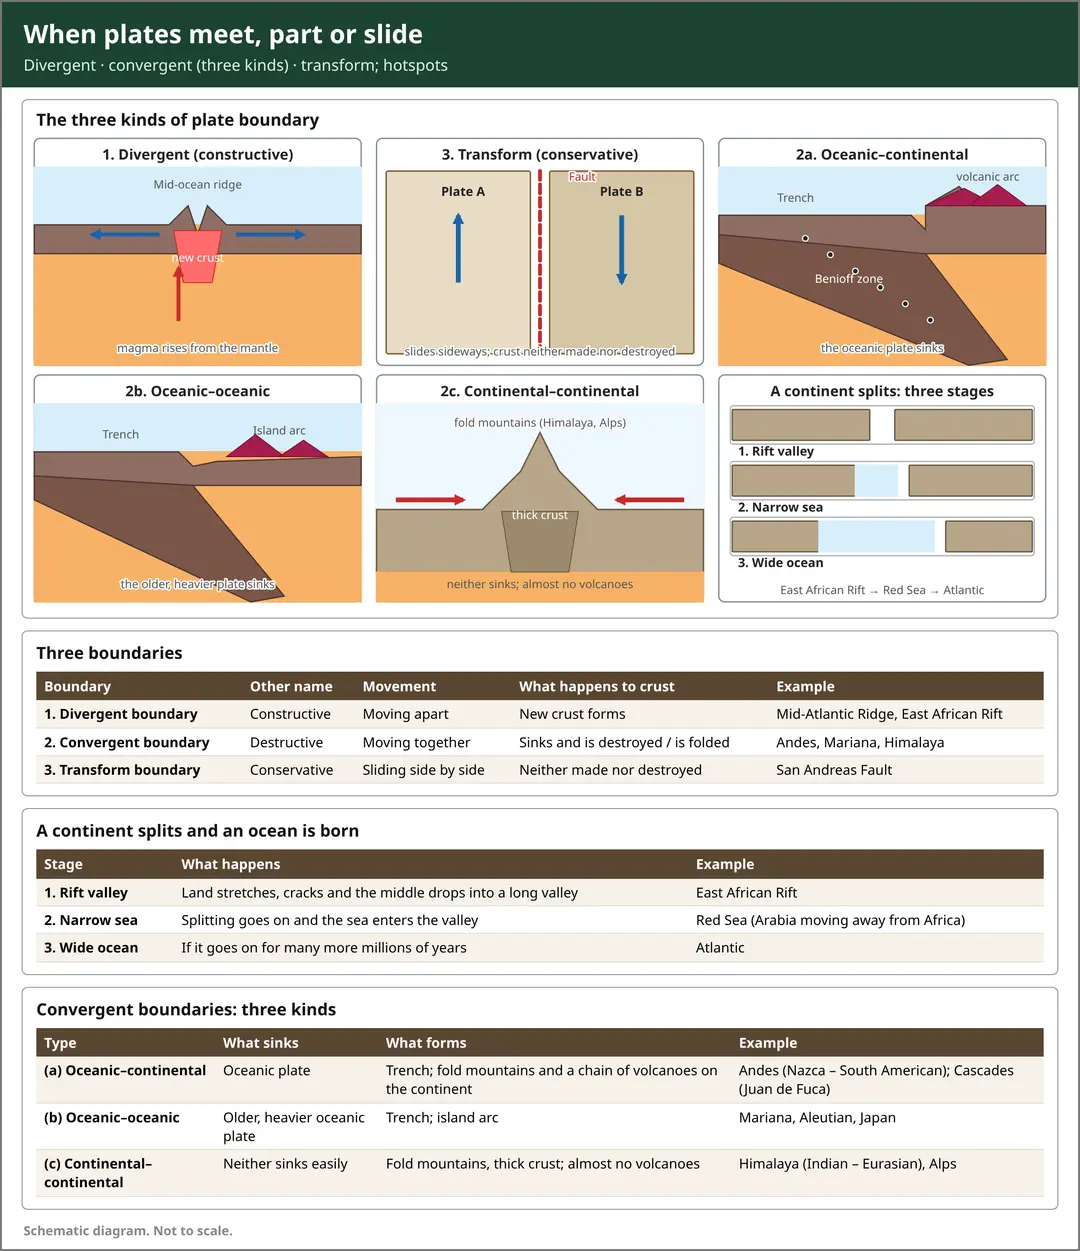 When plates meet, part or slide
Divergent · convergent (three kinds) · transform; hotspots
The three kinds of plate boundary
1. Divergent (constructive)
Mid-ocean ridge
new crust
magma rises from the mantle
3. Transform (conservative)
Fault
Plate A
Plate B
slides sideways; crust neither made nor destroyed
2a. Oceanic–continental
volcanic arc
Trench
Benioff zone
the oceanic plate sinks
2b. Oceanic–oceanic
Island arc
Trench
the older, heavier plate sinks
2c. Continental–continental
fold mountains (Himalaya, Alps)
thick crust
neither sinks; almost no volcanoes
A continent splits: three stages
1. Rift valley
2. Narrow sea
3. Wide ocean
East African Rift → Red Sea → Atlantic
Three boundaries
Boundary Other name Movement What happens to crust Example
1. Divergent boundary Constructive Moving apart New crust forms Mid-Atlantic Ridge, East African Rift
2. Convergent boundary Destructive Moving together Sinks and is destroyed / is folded Andes, Mariana, Himalaya
3. Transform boundary Conservative Sliding side by side Neither made nor destroyed San Andreas Fault
A continent splits and an ocean is born
Stage What happens Example
1. Rift valley Land stretches, cracks and the middle drops into a long valley East African Rift
2. Narrow sea Splitting goes on and the sea enters the valley Red Sea (Arabia moving away from Africa)
3. Wide ocean If it goes on for many more millions of years Atlantic
Convergent boundaries: three kinds
Type What sinks What forms Example
(a) Oceanic–continental Oceanic plate Trench; fold mountains and a chain of volcanoes on Andes (Nazca – South American); Cascades
the continent (Juan de Fuca)
(b) Oceanic–oceanic Older, heavier oceanic Trench; island arc Mariana, Aleutian, Japan
plate
(c) Continental– Neither sinks easily Fold mountains, thick crust; almost no volcanoes Himalaya (Indian – Eurasian), Alps
continental
Schematic diagram. Not to scale.